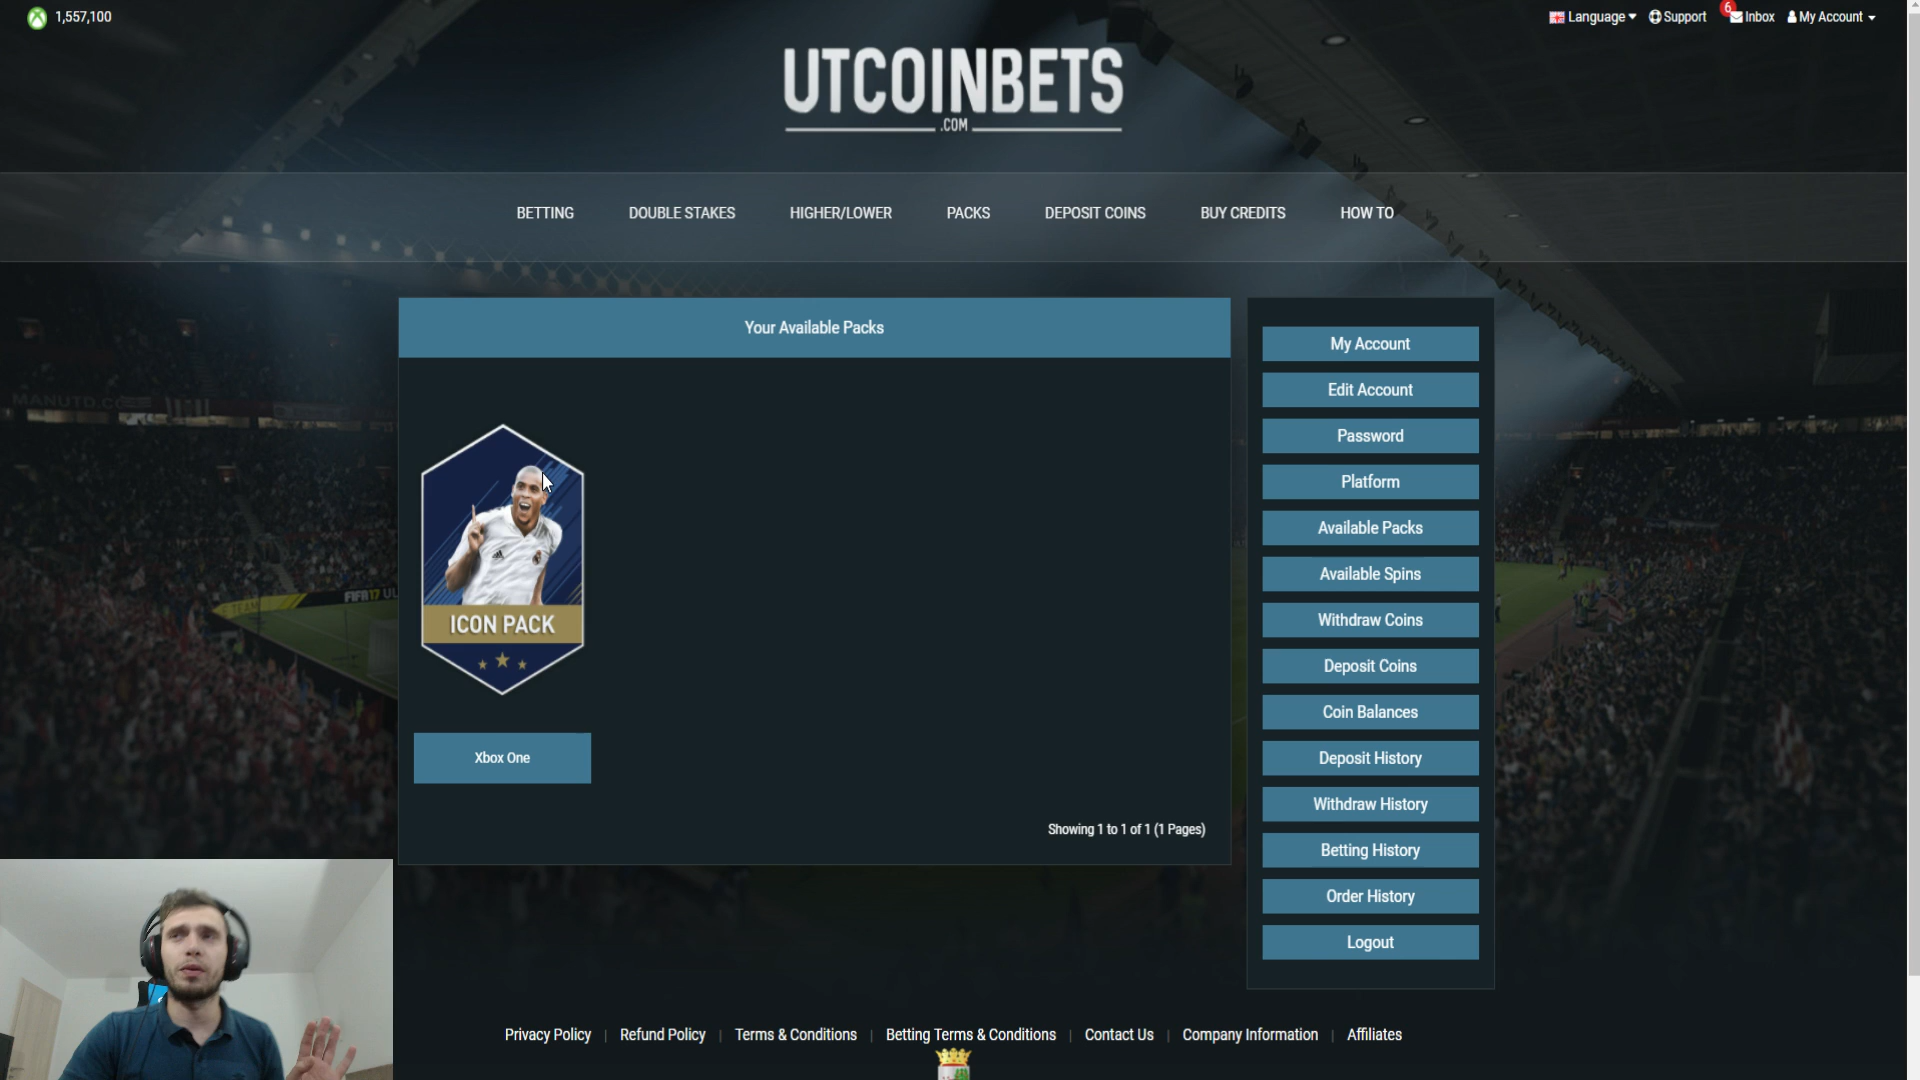 1,557,100
Language
Support
6
Inbox
My Account
UTCOINBETS
.COM
BETTING
DOUBLE STAKES
HIGHER/LOWER
PACKS
DEPOSIT COINS
BUY CREDITS
HOW TO
Your Available Packs
ICON PACK
Xbox One
Showing 1 to 1 of 1 (1 Pages)
My Account
Edit Account
Password
Platform
Available Packs
Available Spins
Withdraw Coins
Deposit Coins
Coin Balances
Deposit History
Withdraw History
Betting History
Order History
Logout
MANUTD.CO
FIFA17 UL
Privacy Policy | Refund Policy | Terms & Conditions | Betting Terms & Conditions | Contact Us | Company Information | Affiliates